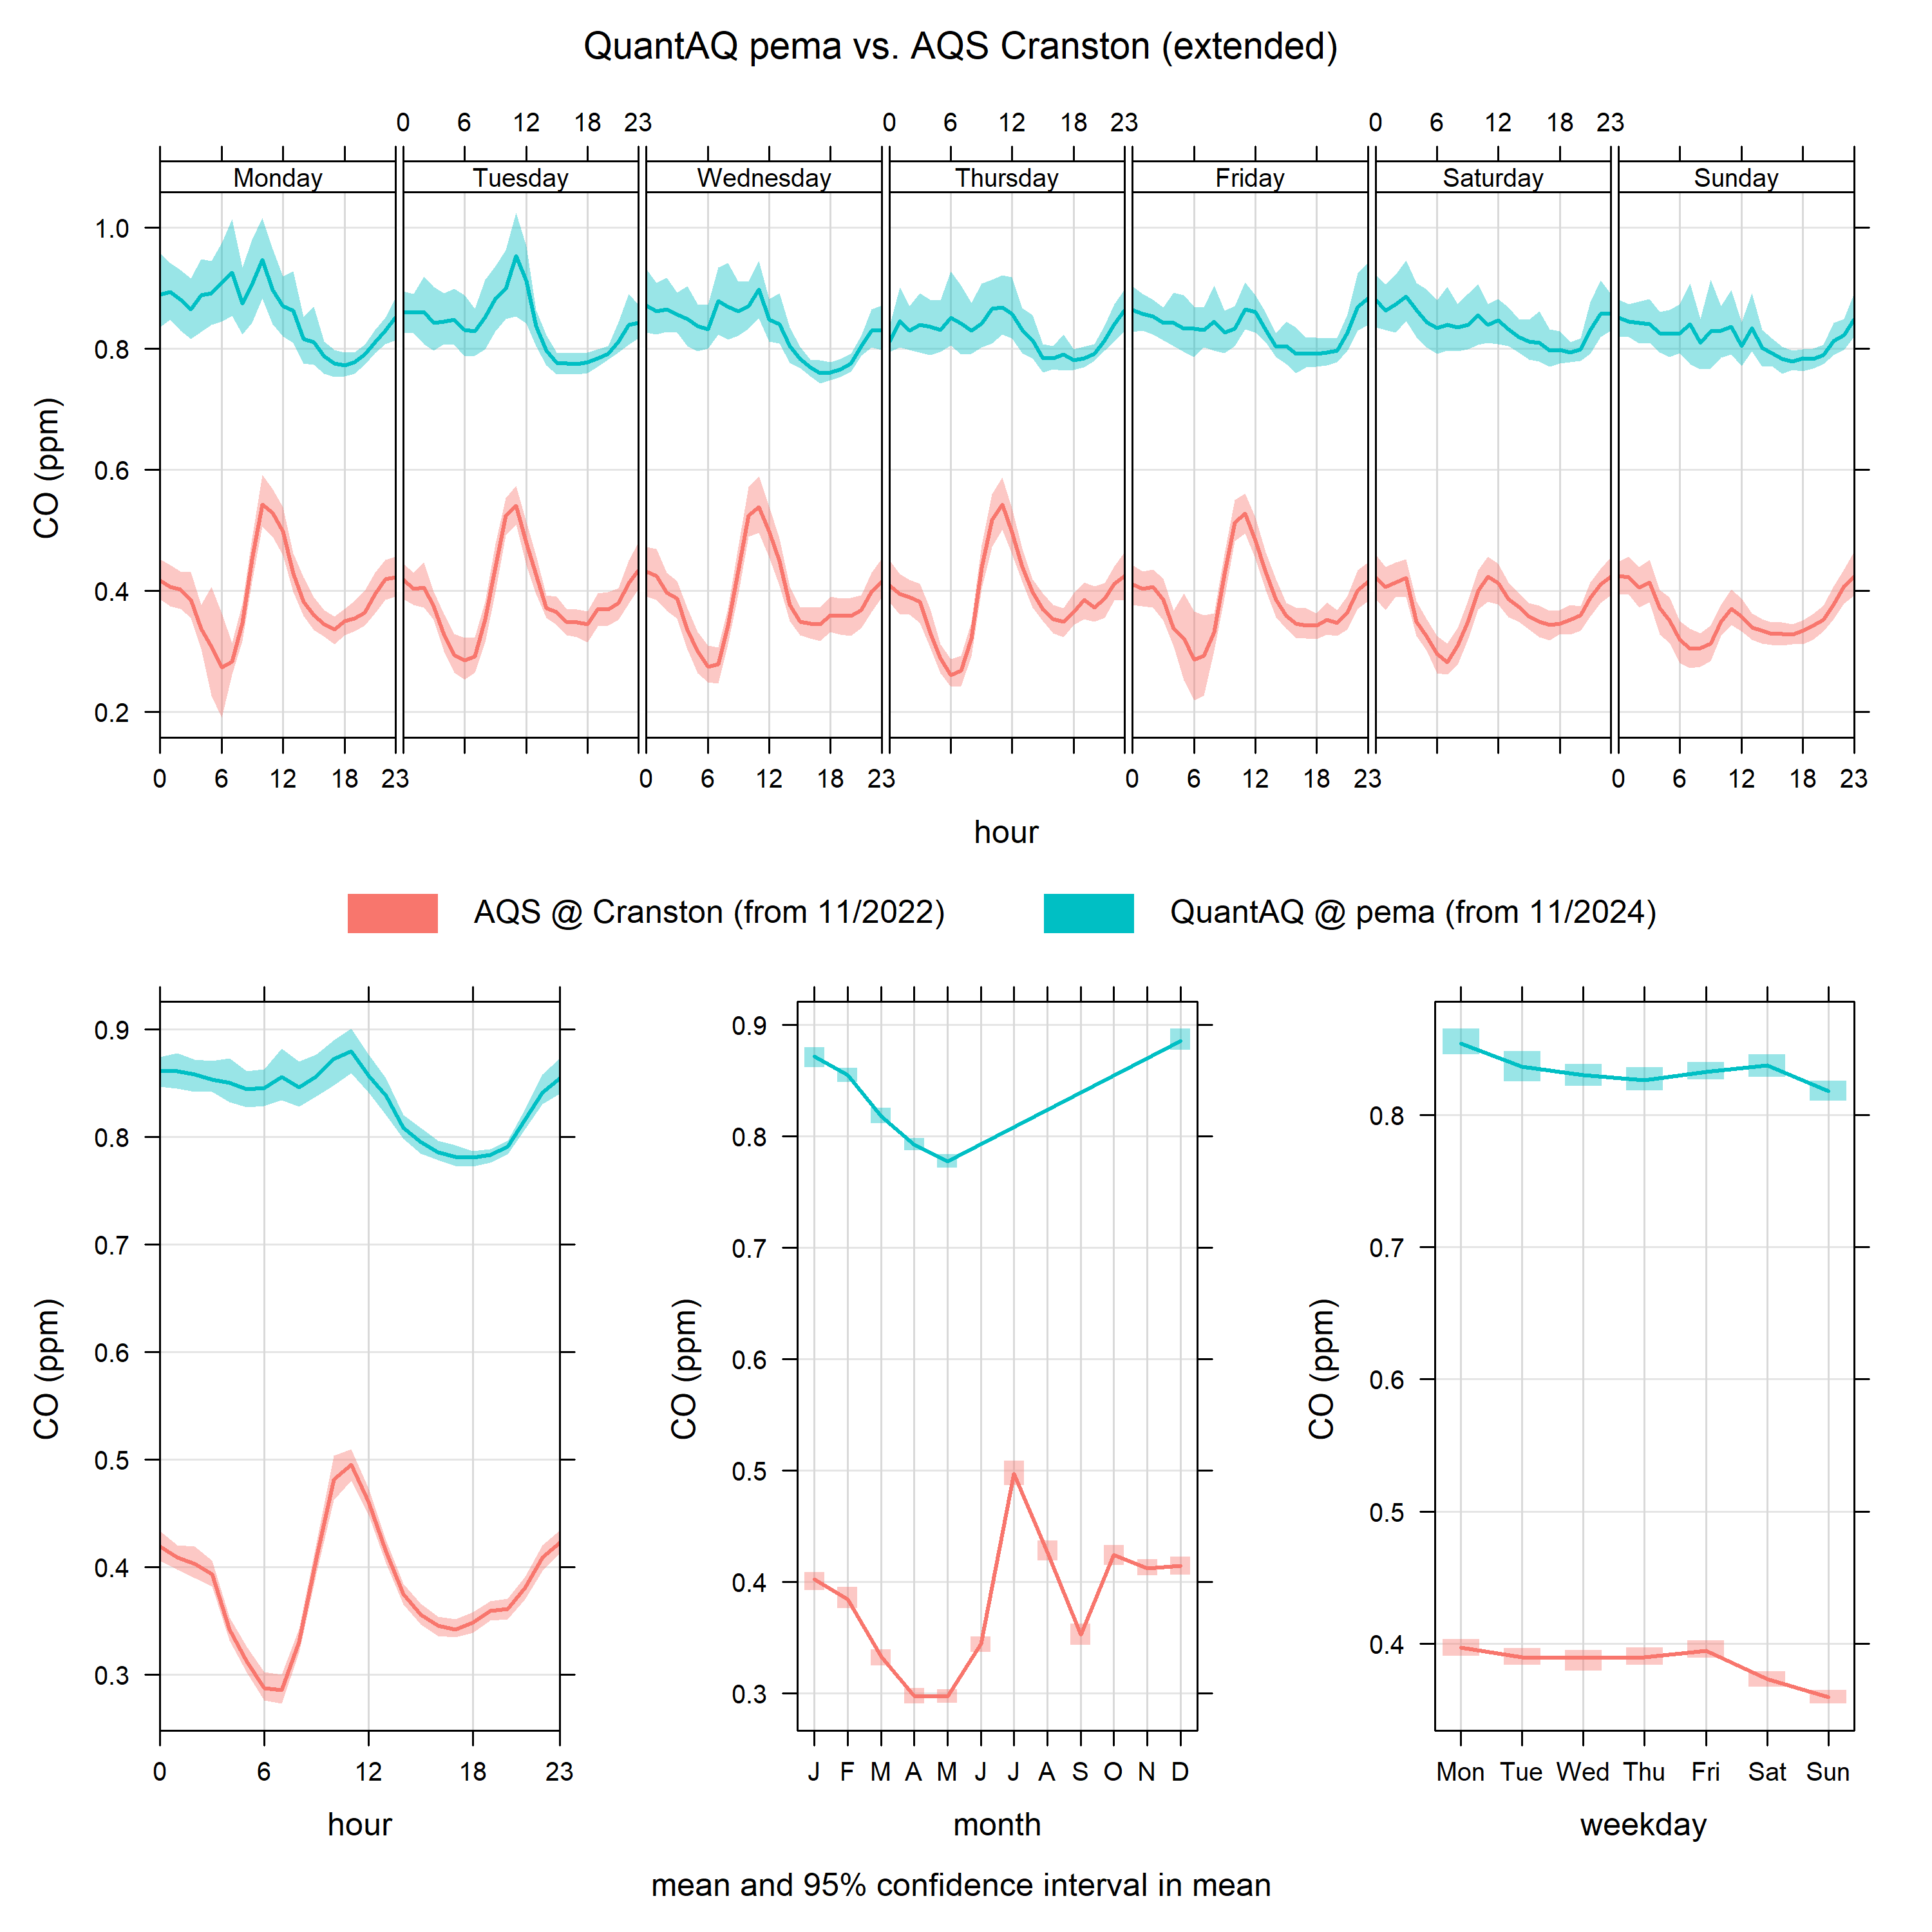 QuantAQ pema vs. AQS Cranston (extended)
0 6 12 18 23 0 6 12 18 23 0 6 12 18 23
Monday Tuesday Wednesday Thursday Friday Saturday Sunday
1.0
0.8
0.6
0.4
0.2
CO (ppm)
0 6 12 18 23 0 6 12 18 23 0 6 12 18 23 0 6 12 18 23
hour
AQS @ Cranston (from 11/2022) QuantAQ @ pema (from 11/2024)
0.9
0.8
0.7
0.6
0.5
0.4
0.3
CO (ppm)
0 6 12 18 23
hour
0.9
0.8
0.7
0.6
0.5
0.4
0.3
CO (ppm)
J F M A M J J A S O N D
month
0.8
0.7
0.6
0.5
0.4
CO (ppm)
Mon Tue Wed Thu Fri Sat Sun
weekday
mean and 95% confidence interval in mean